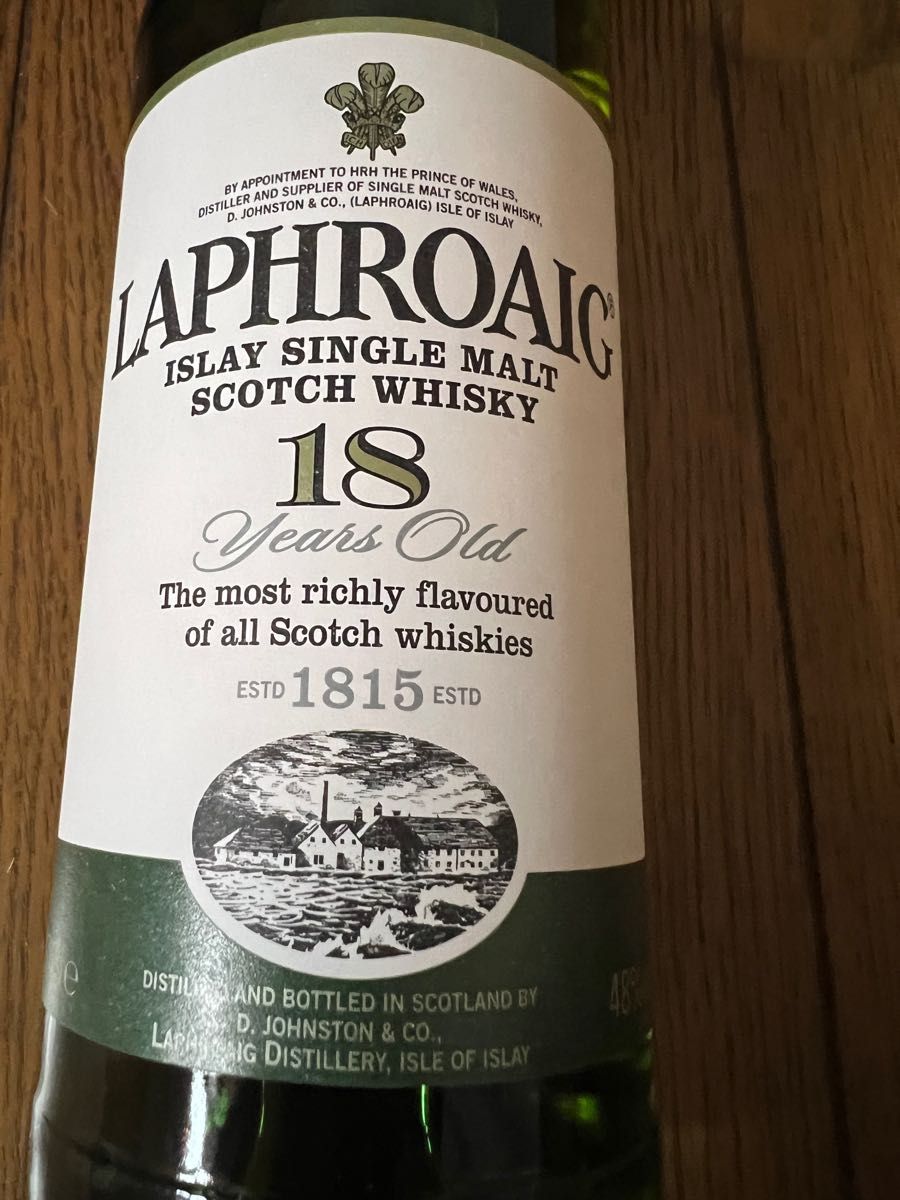 BY APPOINTMENT TO HRH THE PRINCE OF WALES,
DISTILLER AND SUPPLIER OF SINGLE MALT SCOTCH WHISKY,
D. JOHNSTON & CO., (LAPHROAIG) ISLE OF ISLAY
LAPHROAIG®
ISLAY SINGLE MALT
SCOTCH WHISKY
18
Years Old
The most richly flavoured
of all Scotch whiskies
ESTD 1815 ESTD
e
AND BOTTLED IN SCOTLAND BY
D. JOHNSTON & CO.,
DISTILLERY, ISLE OF ISLAY